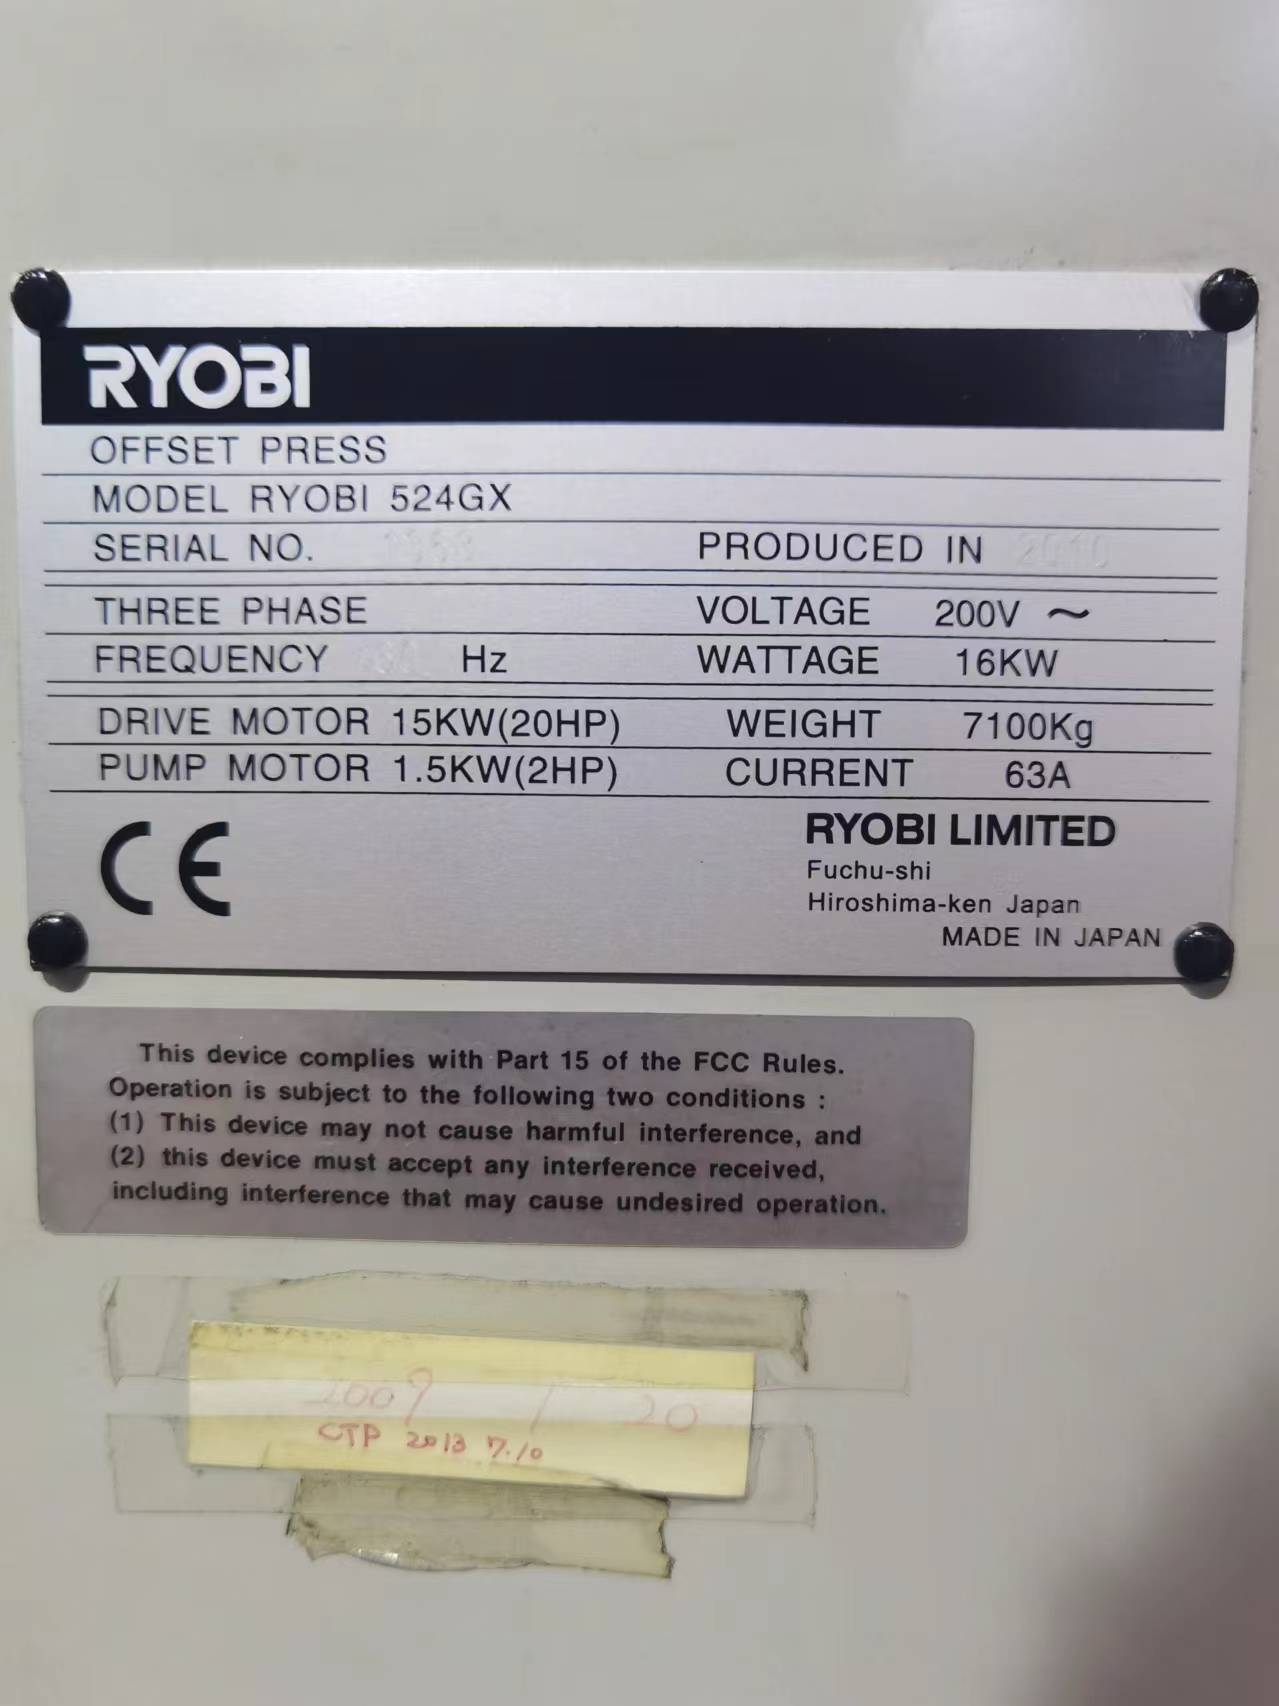 RYOBI
OFFSET PRESS
MODEL RYOBI 524GX
SERIAL NO. PRODUCED IN 2010
THREE PHASE VOLTAGE 200V ~
FREQUENCY Hz WATTAGE 16KW
DRIVE MOTOR 15KW(20HP) WEIGHT 7100Kg
PUMP MOTOR 1.5KW(2HP) CURRENT 63A
CE
RYOBI LIMITED
Fuchu-shi
Hiroshima-ken Japan
MADE IN JAPAN
This device complies with Part 15 of the FCC Rules.
Operation is subject to the following two conditions :
(1) This device may not cause harmful interference, and
(2) this device must accept any interference received,
including interference that may cause undesired operation.
2009 1 20
CTP 2013 7.10